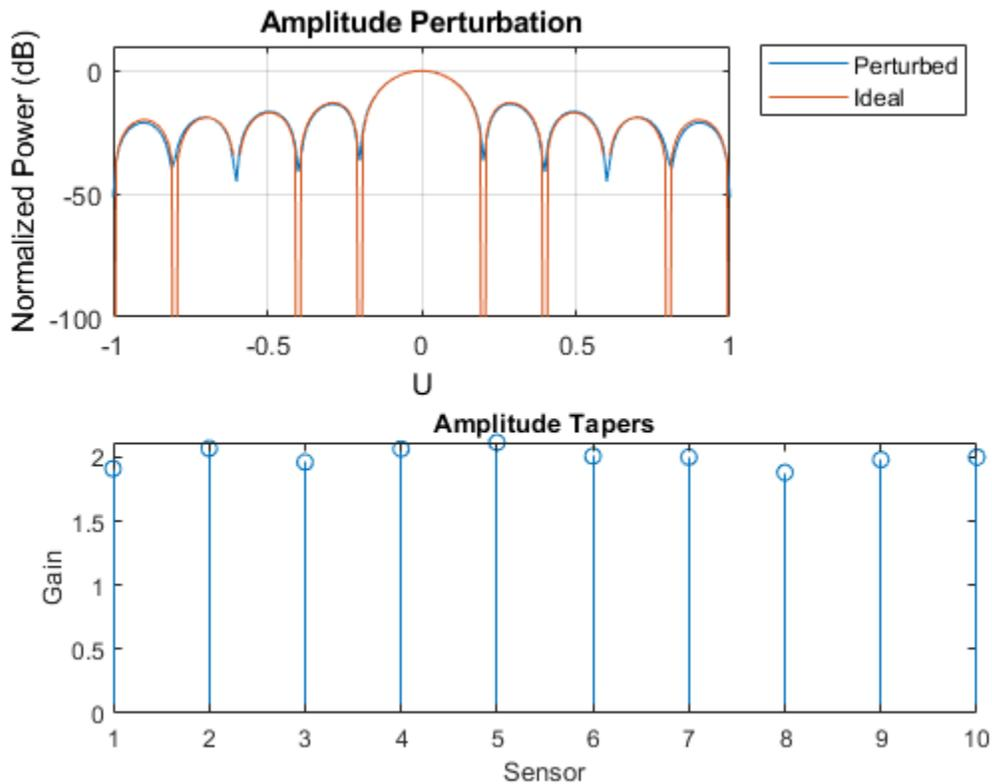 Amplitude Perturbation
Normalized Power (dB)
0
-50
-100
-1
-0.5
0
0.5
1
U
Perturbed
Ideal
Amplitude Tapers
Gain
2
1.5
1
0.5
0
1
2
3
4
5
6
7
8
9
10
Sensor